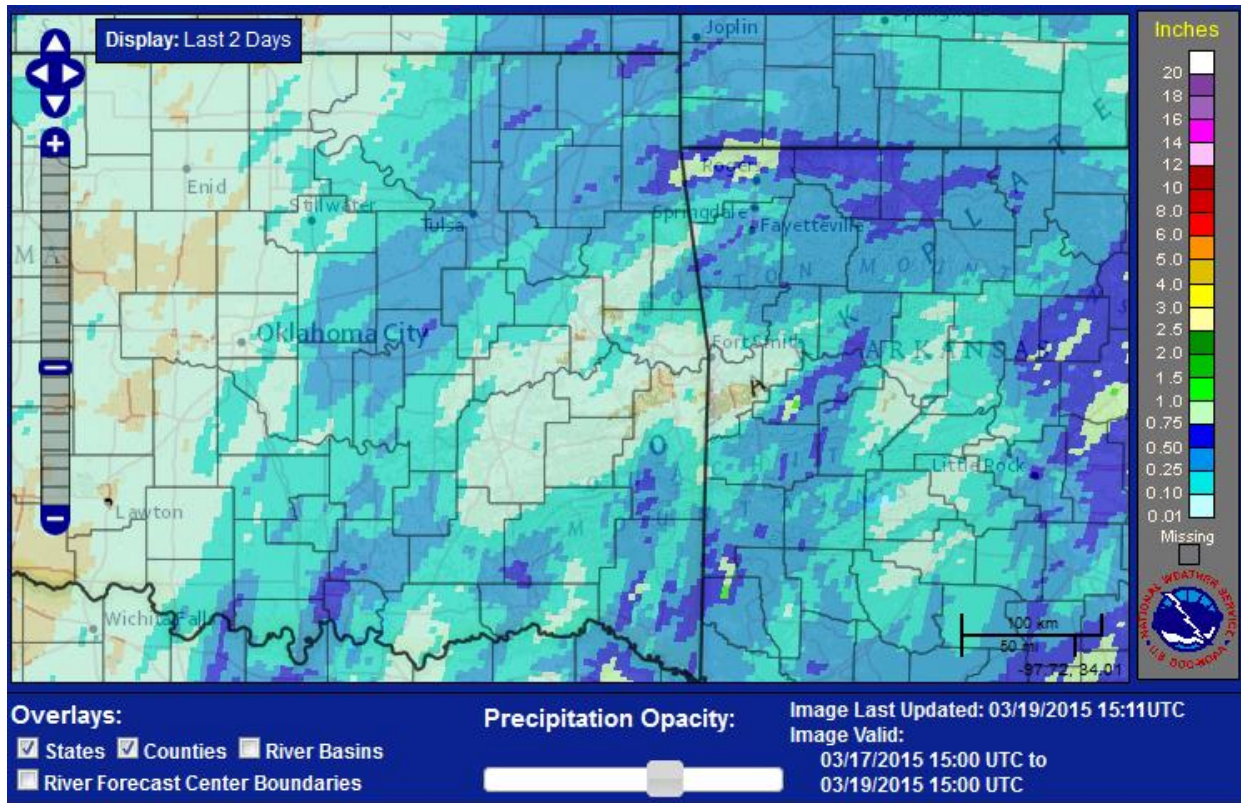 Display: Last 2 Days
Joplin
Enid
Stillwater
Tulsa
Rogers
Springdale
Fayetteville
Oklahoma City
Fort Smith
ARKANSAS
Little Rock
Lawton
Wichita Fall
100 km
50 mi
-97.72, 34.01
Inches
20
18
16
14
12
10
8.0
6.0
5.0
4.0
3.0
2.5
2.0
1.5
1.0
0.75
0.50
0.25
0.10
0.01
Missing
NATIONAL WEATHER SERVICE
Overlays:
States Counties River Basins
River Forecast Center Boundaries
Precipitation Opacity:
Image Last Updated: 03/19/2015 15:11UTC
Image Valid:
03/17/2015 15:00 UTC to
03/19/2015 15:00 UTC